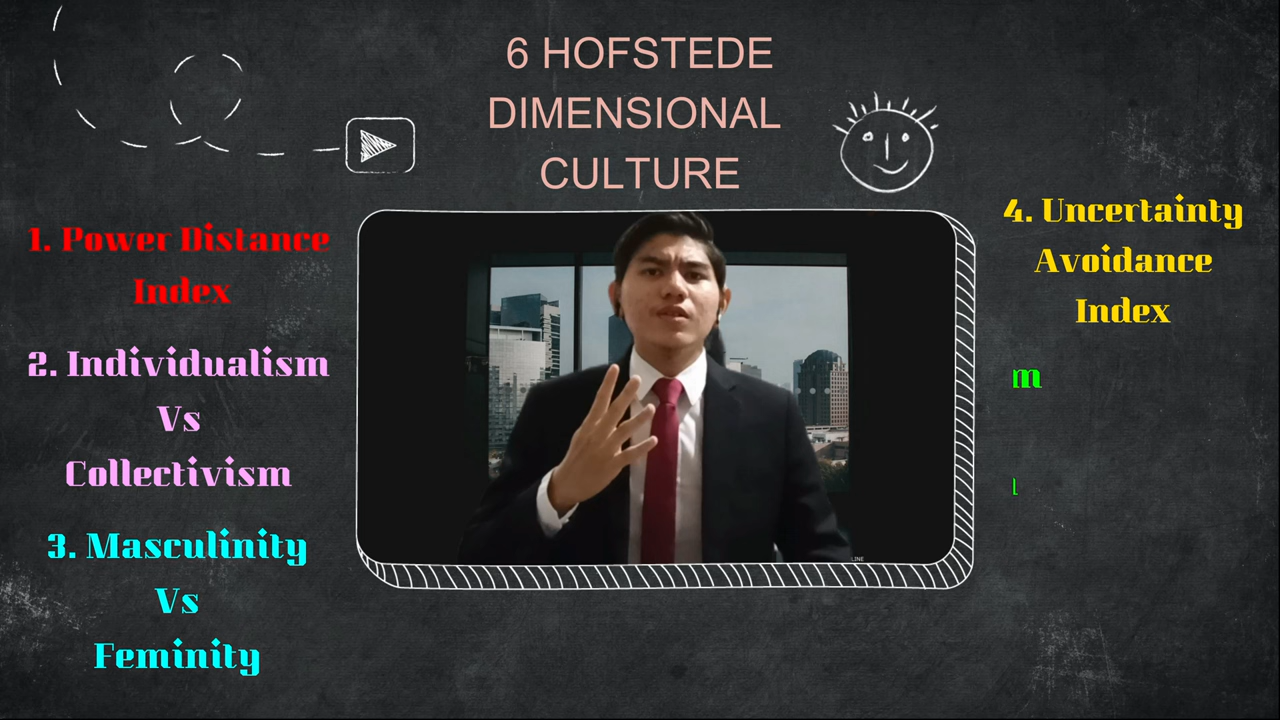 6 HOFSTEDE
DIMENSIONAL
CULTURE
1. Power Distance
Index
2. Individualism
Vs
Collectivism
3. Masculinity
Vs
Feminity
4. Uncertainty
Avoidance
Index
m
LINE